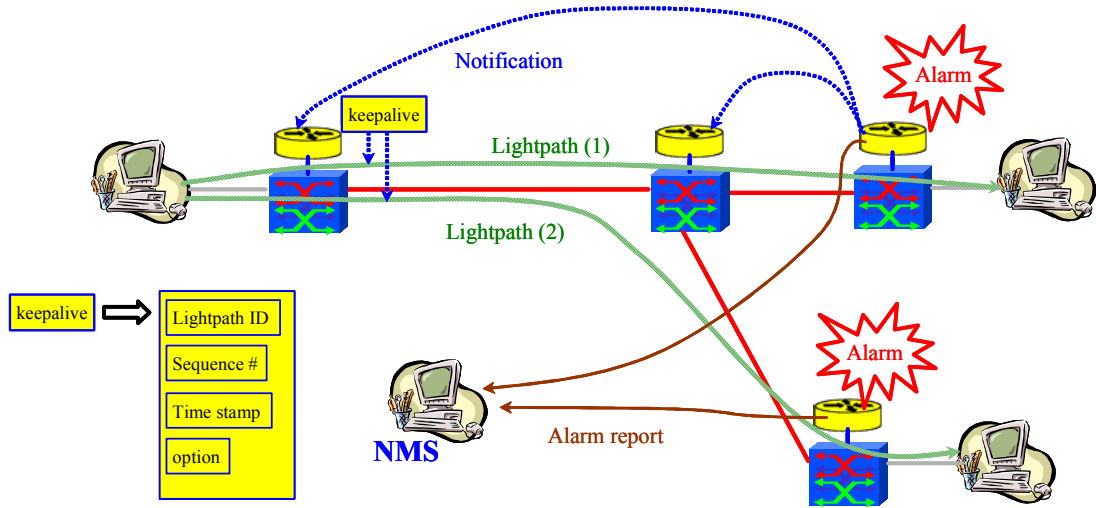 Notification
Alarm
keepalive
Lightpath (1)
Lightpath (2)
keepalive
Lightpath ID
Sequence #
Time stamp
option
Alarm
NMS
Alarm report